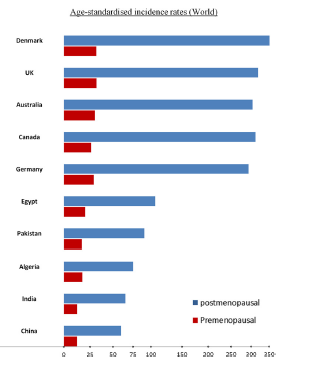 Age-standardised incidence rates (World)
Denmark
UK
Australia
Canada
Germany
Egypt
Pakistan
Algeria
India
China
postmenopausal
Premenopausal
0 25 50 75 100 150 200 250 300 350